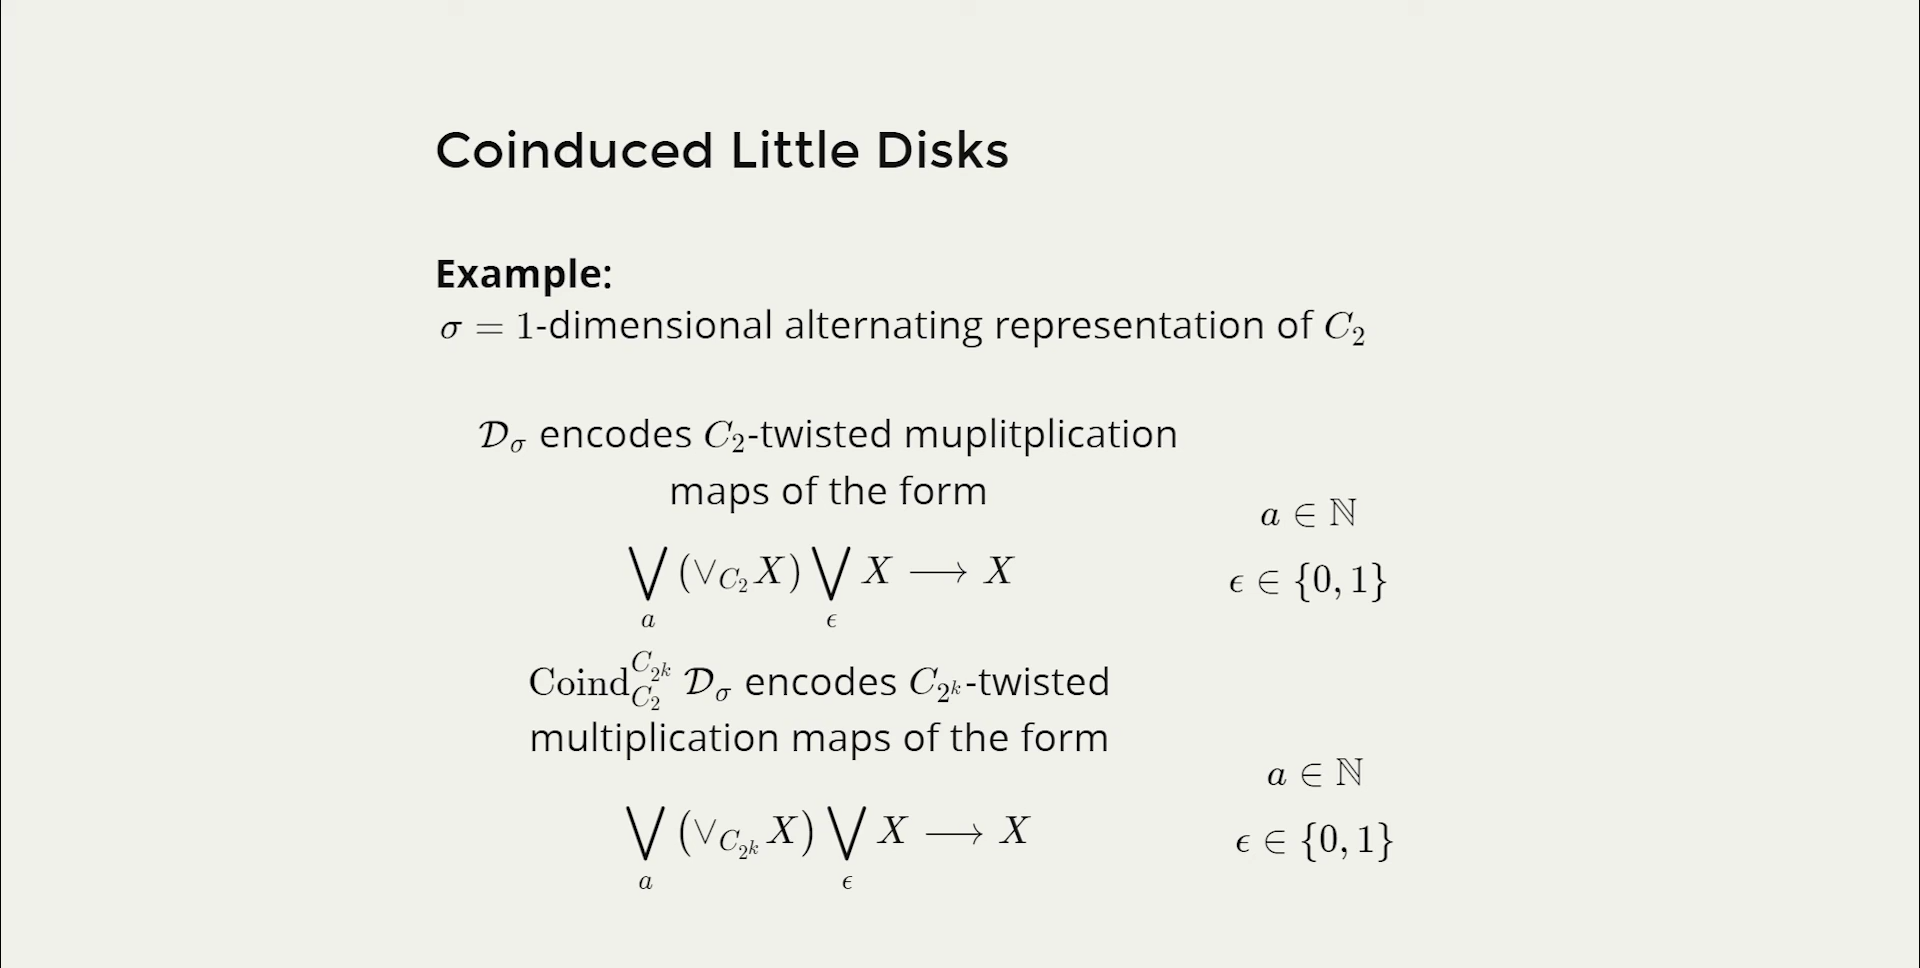 Coinduced Little Disks
Example:
σ = 1-dimensional alternating representation of C₂
𝒟_σ encodes C₂-twisted muplitplication
maps of the form
a ∈ ℕ
⋁_a (∨_{C₂} X) ⋁_ϵ X ⟶ X
ϵ ∈ {0, 1}
Coind_{C₂}^{C_{2^k}} 𝒟_σ encodes C_{2^k}-twisted
multiplication maps of the form
a ∈ ℕ
⋁_a (∨_{C_{2^k}} X) ⋁_ϵ X ⟶ X
ϵ ∈ {0, 1}